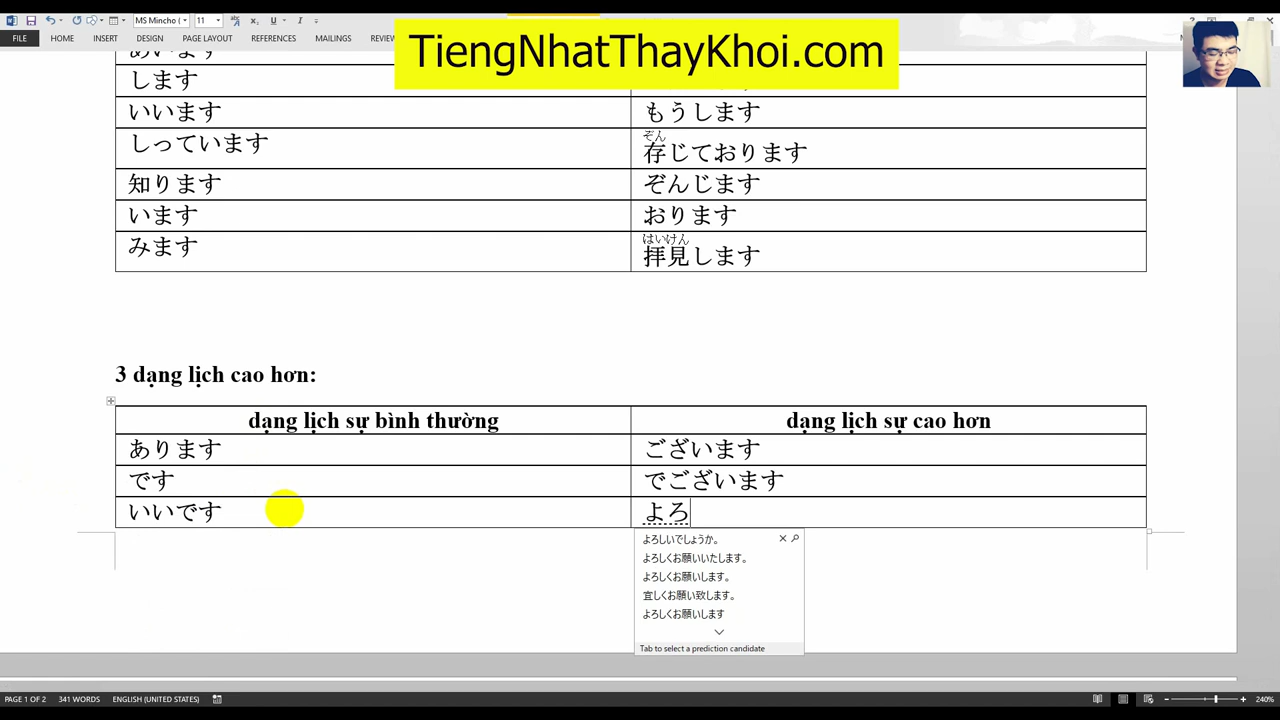 MS Mincho (
11
FILE
HOME
INSERT
DESIGN
PAGE LAYOUT
REFERENCES
MAILINGS
REVIEW
TiengNhatThayKhoi.com
あいます
します
いいます
もうします
しっています
ぞん
存じております
知ります
ぞんじます
います
おります
みます
はいけん
拝見します
3 dạng lịch cao hơn:
dạng lịch sự bình thường
dạng lịch sự cao hơn
あります
ございます
です
でございます
いいです
よろ
よろしいでしょうか。
よろしくお願いいたします。
よろしくお願いします。
宜しくお願い致します。
よろしくお願いします
Tab to select a prediction candidate
PAGE 1 OF 2
341 WORDS
ENGLISH (UNITED STATES)
240%